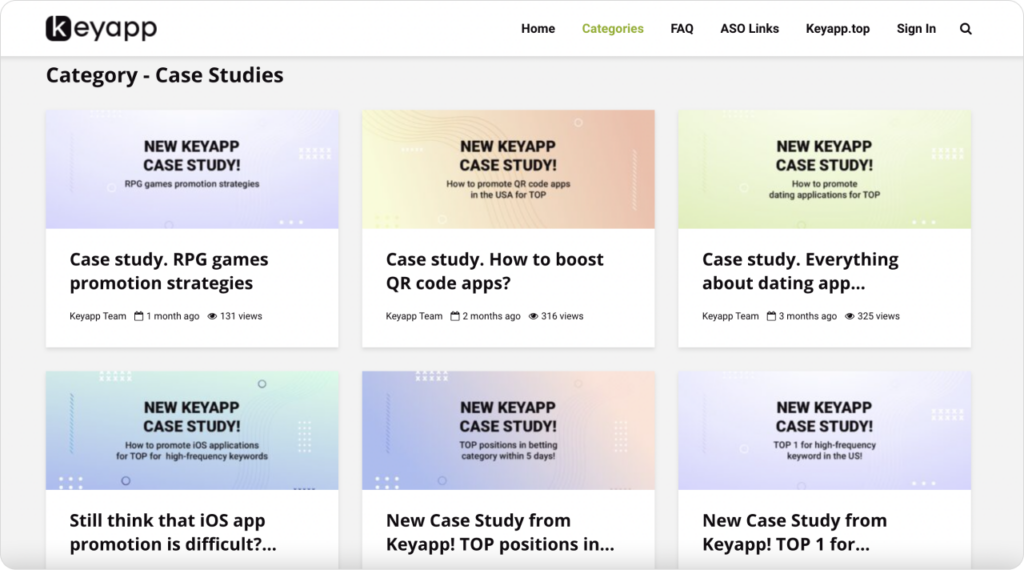 keyapp
Home Categories FAQ ASO Links Keyapp.top Sign In
Category - Case Studies
NEW KEYAPP
CASE STUDY!
RPG games promotion strategies
Case study. RPG games
promotion strategies
Keyapp Team 1 month ago 131 views
NEW KEYAPP
CASE STUDY!
How to promote QR code apps
in the USA for TOP
Case study. How to boost
QR code apps?
Keyapp Team 2 months ago 316 views
NEW KEYAPP
CASE STUDY!
How to promote
dating applications for TOP
Case study. Everything
about dating app...
Keyapp Team 3 months ago 325 views
NEW KEYAPP
CASE STUDY!
How to promote iOS applications
for TOP for high-frequency keywords
Still think that iOS app
promotion is difficult?...
NEW KEYAPP
CASE STUDY!
TOP positions in betting
category within 5 days!
New Case Study from
Keyapp! TOP positions in...
NEW KEYAPP
CASE STUDY!
TOP 1 for high-frequency
keyword in the US!
New Case Study from
Keyapp! TOP 1 for...